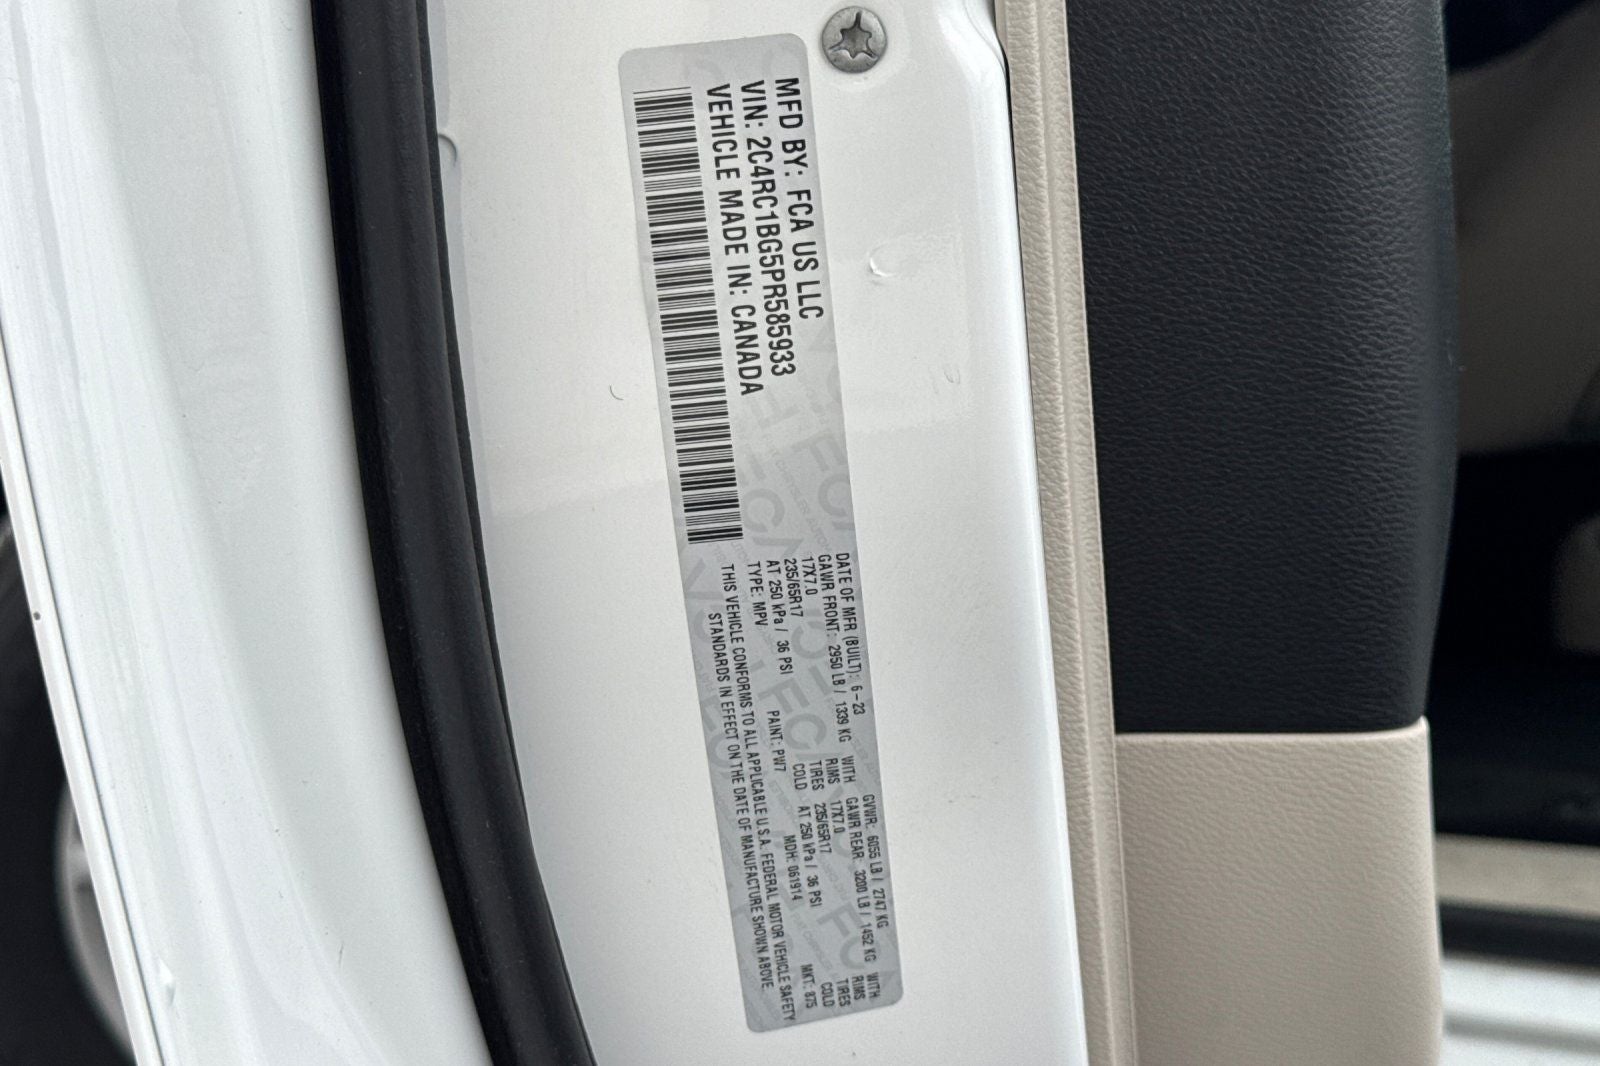 MFD BY: FCA US LLC
VIN: 2C4RC1BG5PR585933
VEHICLE MADE IN: CANADA
DATE OF MFR (BUILT): 6-23 GVWR: 6055 LB / 2747 KG
GAWR FRONT: 2950 LB / 1339 KG WITH GAWR REAR: 3200 LB / 1452 KG WITH
17X7.0 RIMS 17X7.0 RIMS
235/65R17 TIRES 235/65R17 TIRES
AT 250 kPa / 36 PSI COLD AT 250 kPa / 36 PSI COLD
TYPE: MPV PAINT: PW7 MDH: 061914 MKT: 875
THIS VEHICLE CONFORMS TO ALL APPLICABLE U.S.A. FEDERAL MOTOR VEHICLE SAFETY
STANDARDS IN EFFECT ON THE DATE OF MANUFACTURE SHOWN ABOVE.